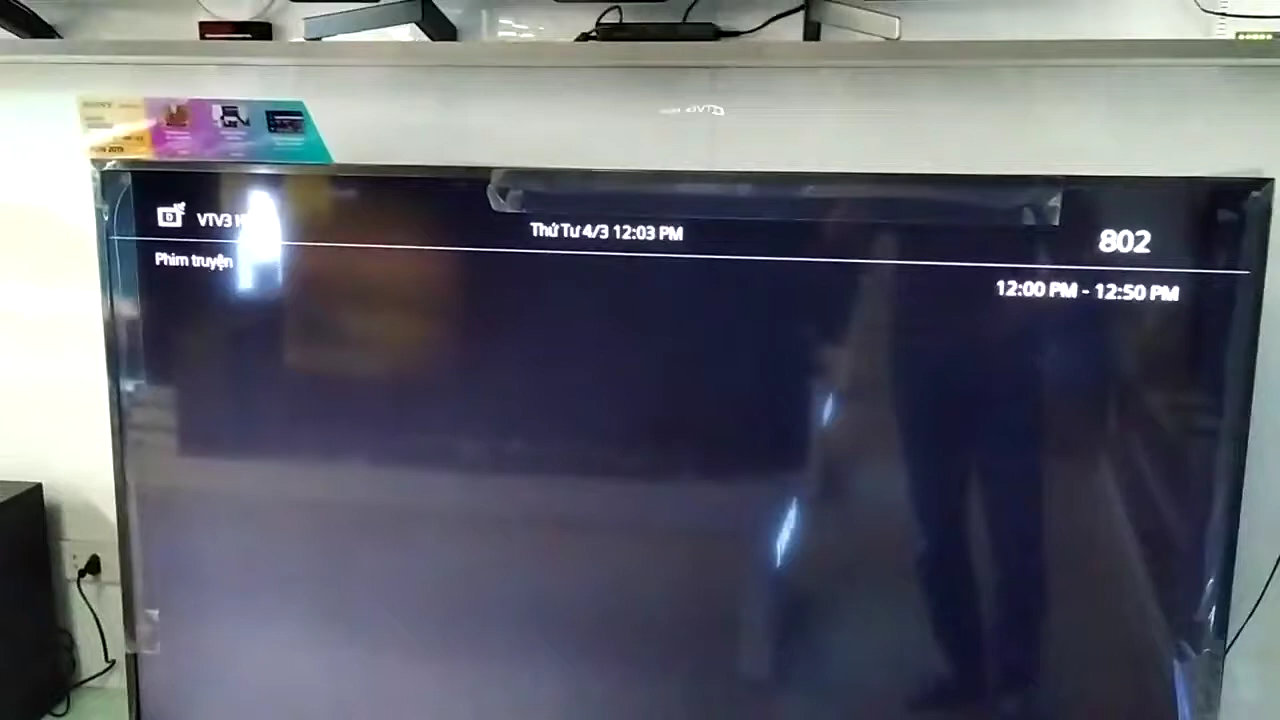 VTV3
Thứ Tư 4/3 12:03 PM
802
Phim truyện
12:00 PM - 12:50 PM